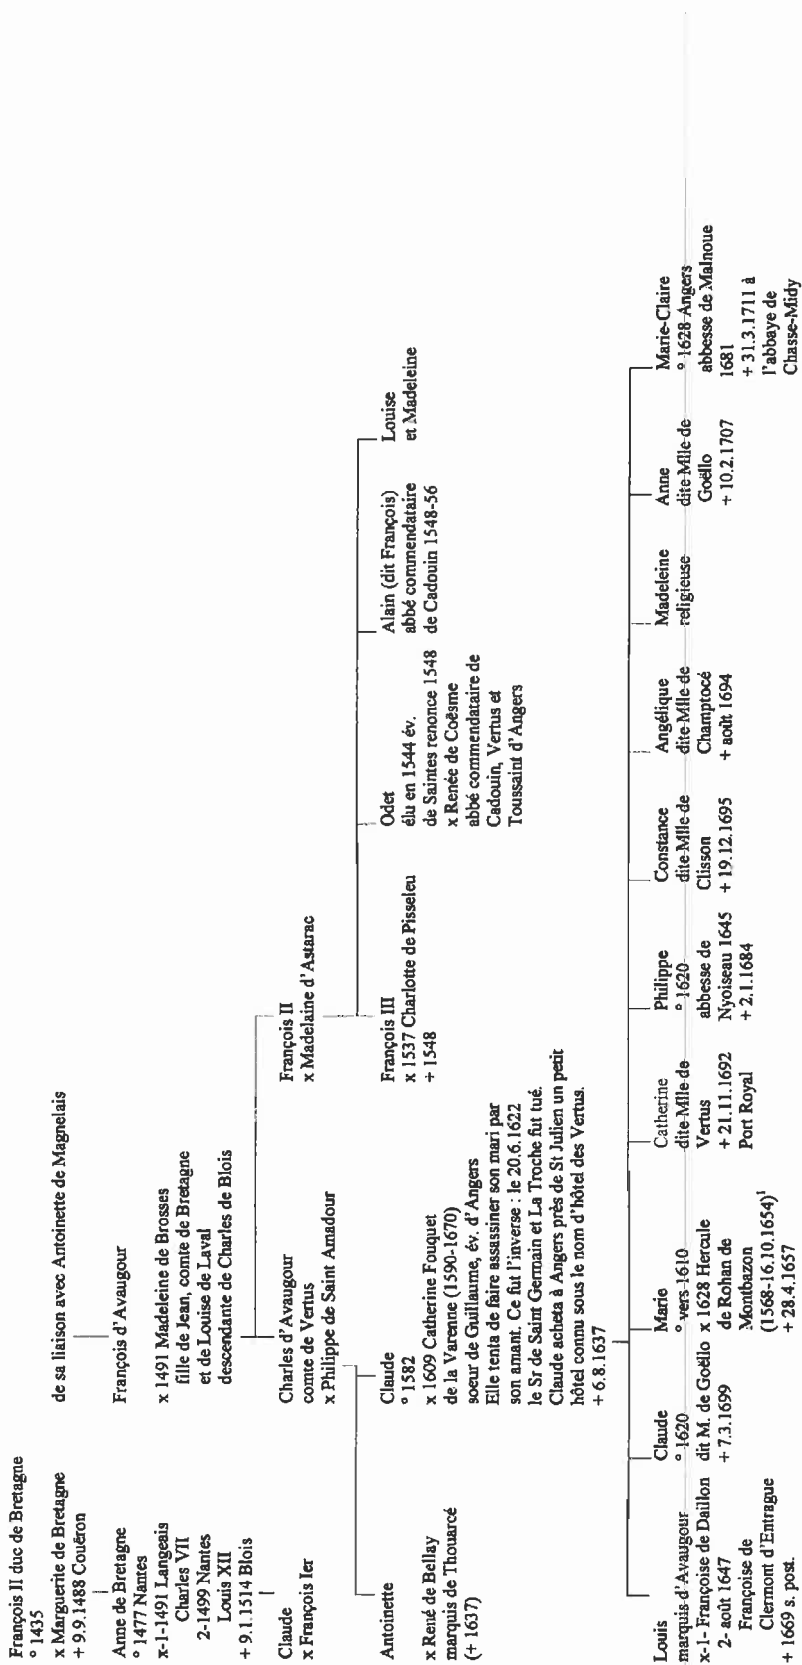 François II duc de Bretagne
° 1435
x Marguerite de Bretagne
+ 9.9.1488 Couëron
de sa liaison avec Antoinette de Magnelais
Anne de Bretagne
° 1477 Nantes
x-1-1491 Langeais
Charles VII
2-1499 Nantes
Louis XII
+ 9.1.1514 Blois
François d'Avaugour
x 1491 Madeleine de Brosses
fille de Jean, comte de Bretagne
et de Louise de Laval
descendante de Charles de Blois
Claude
x François Ier
Charles d'Avaugour
comte de Vertus
x Philippe de Saint Amadour
François II
x Madelaine d'Astarac
Antoinette
x René de Bellay
marquis de Thouarcé
(+ 1637)
Claude
° 1582
x 1609 Catherine Fouquet
de la Varenne (1590-1670)
soeur de Guillaume, év. d'Angers
Elle tenta de faire assassiner son mari par
son amant. Ce fut l'inverse : le 20.6.1622
le Sr de Saint Germain et La Troche fut tué.
Claude acheta à Angers près de St Julien un petit
hôtel connu sous le nom d'hôtel des Vertus.
+ 6.8.1637
François III
x 1537 Charlotte de Pisseleu
+ 1548
Odet
élu en 1544 év.
de Saintes renonce 1548
x Renée de Coësme
abbé commendataire de
Cadouin, Vertus et
Toussaint d'Angers
Alain (dit François)
abbé commendataire
de Cadouin 1548-56
Louise
et Madeleine
Louis
marquis d'Avaugour
x-1- Françoise de Daillon
2- août 1647
Françoise de
Clermont d'Entrague
+ 1669 s. post.
Claude
° 1620
dit M. de Goëllo
+ 7.3.1699
Marie
° vers 1610
x 1628 Hercule
de Rohan de
Montbazon
(1568-16.10.1654)¹
+ 28.4.1657
Catherine
dite Mlle de
Vertus
+ 21.11.1692
Port Royal
Philippe
° 1620
abbesse de
Nyoiseau 1645
+ 2.1.1684
Constance
dite Mlle de
Clisson
+ 19.12.1695
Angélique
dite Mlle de
Champtocé
+ août 1694
Madeleine
religieuse
Anne
dite Mlle de
Goëllo
+ 10.2.1707
Marie-Claire
° 1628 Angers
abbesse de Malnoue
1681
+ 31.3.1711 à
l'abbaye de
Chasse-Midy